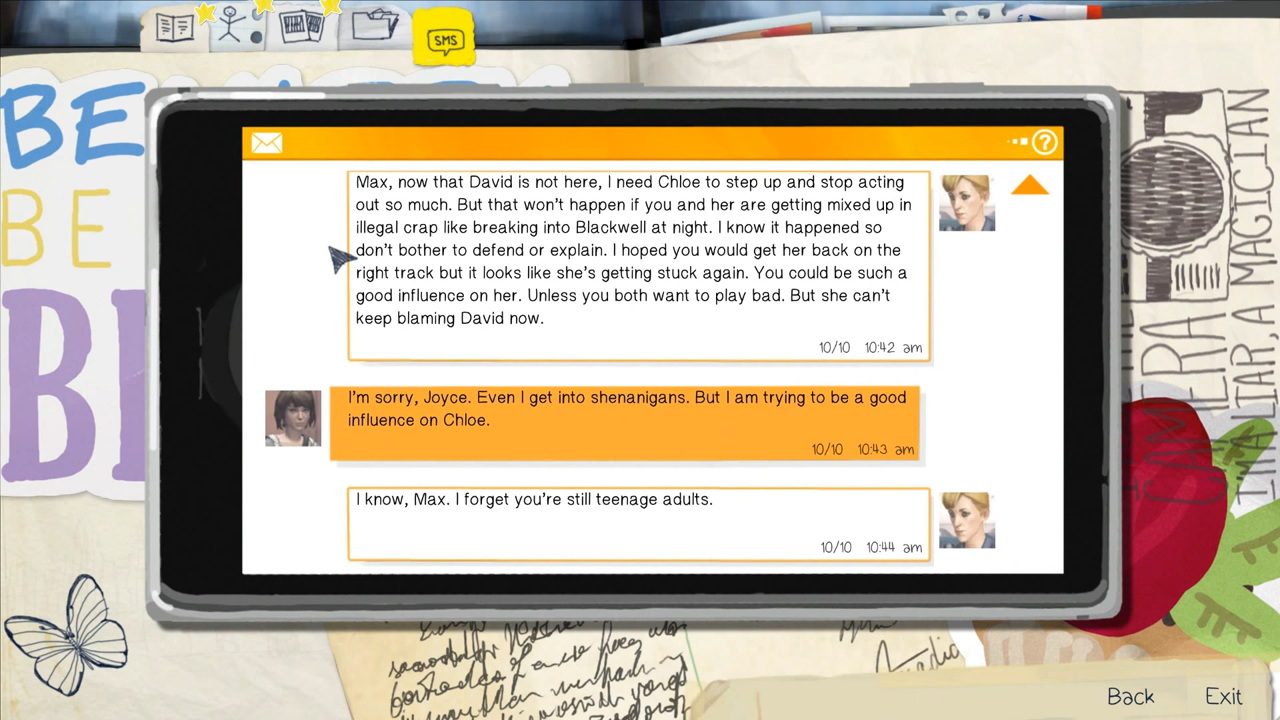 SMS
BE
BE
Max, now that David is not here, I need Chloe to step up and stop acting
out so much. But that won't happen if you and her are getting mixed up in
illegal crap like breaking into Blackwell at night. I know it happened so
don't bother to defend or explain. I hoped you would get her back on the
right track but it looks like she's getting stuck again. You could be such a
good influence on her. Unless you both want to play bad. But she can't
keep blaming David now.
10/10 10:42 am
I'm sorry, Joyce. Even I get into shenanigans. But I am trying to be a good
influence on Chloe.
10/10 10:43 am
I know, Max. I forget you're still teenage adults.
10/10 10:44 am
Back Exit